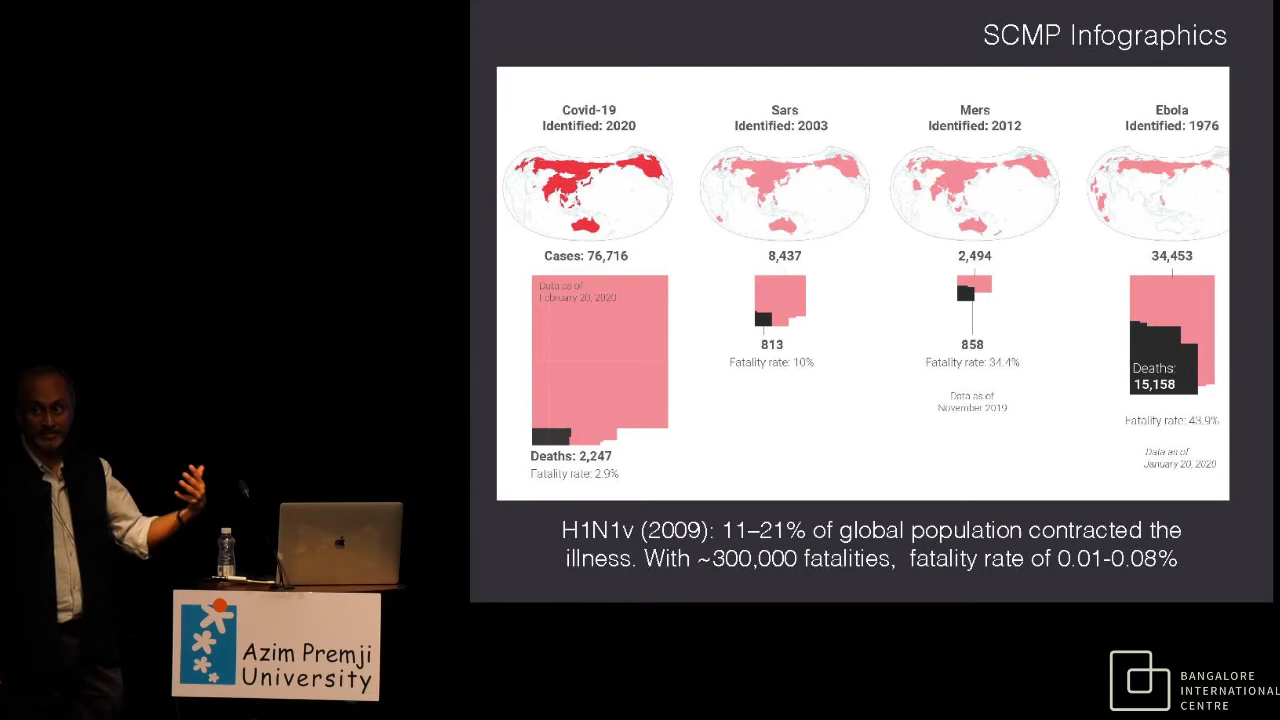 SCMP Infographics
Covid-19
Identified: 2020
Sars
Identified: 2003
Mers
Identified: 2012
Ebola
Identified: 1976
Cases: 76,716
8,437
2,494
34,453
Data as of
February 20, 2020
813
Fatality rate: 10%
858
Fatality rate: 34.4%
Data as of
November 2019
Deaths:
15,158
Fatality rate: 43.9%
Data as of
January 20, 2020
Deaths: 2,247
Fatality rate: 2.9%
H1N1v (2009): 11–21% of global population contracted the
illness. With ~300,000 fatalities, fatality rate of 0.01-0.08%
Azim Premji
University
BANGALORE
INTERNATIONAL
CENTRE